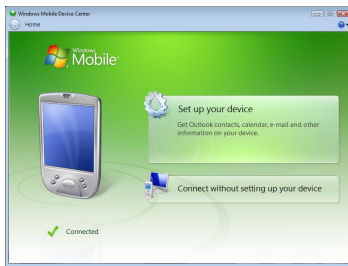 Windows Mobile Device Center
Home
Windows
Mobile
Set up your device
Get Outlook contacts, calendar, e-mail and other
information on your device.
Connect without setting up your device
Connected